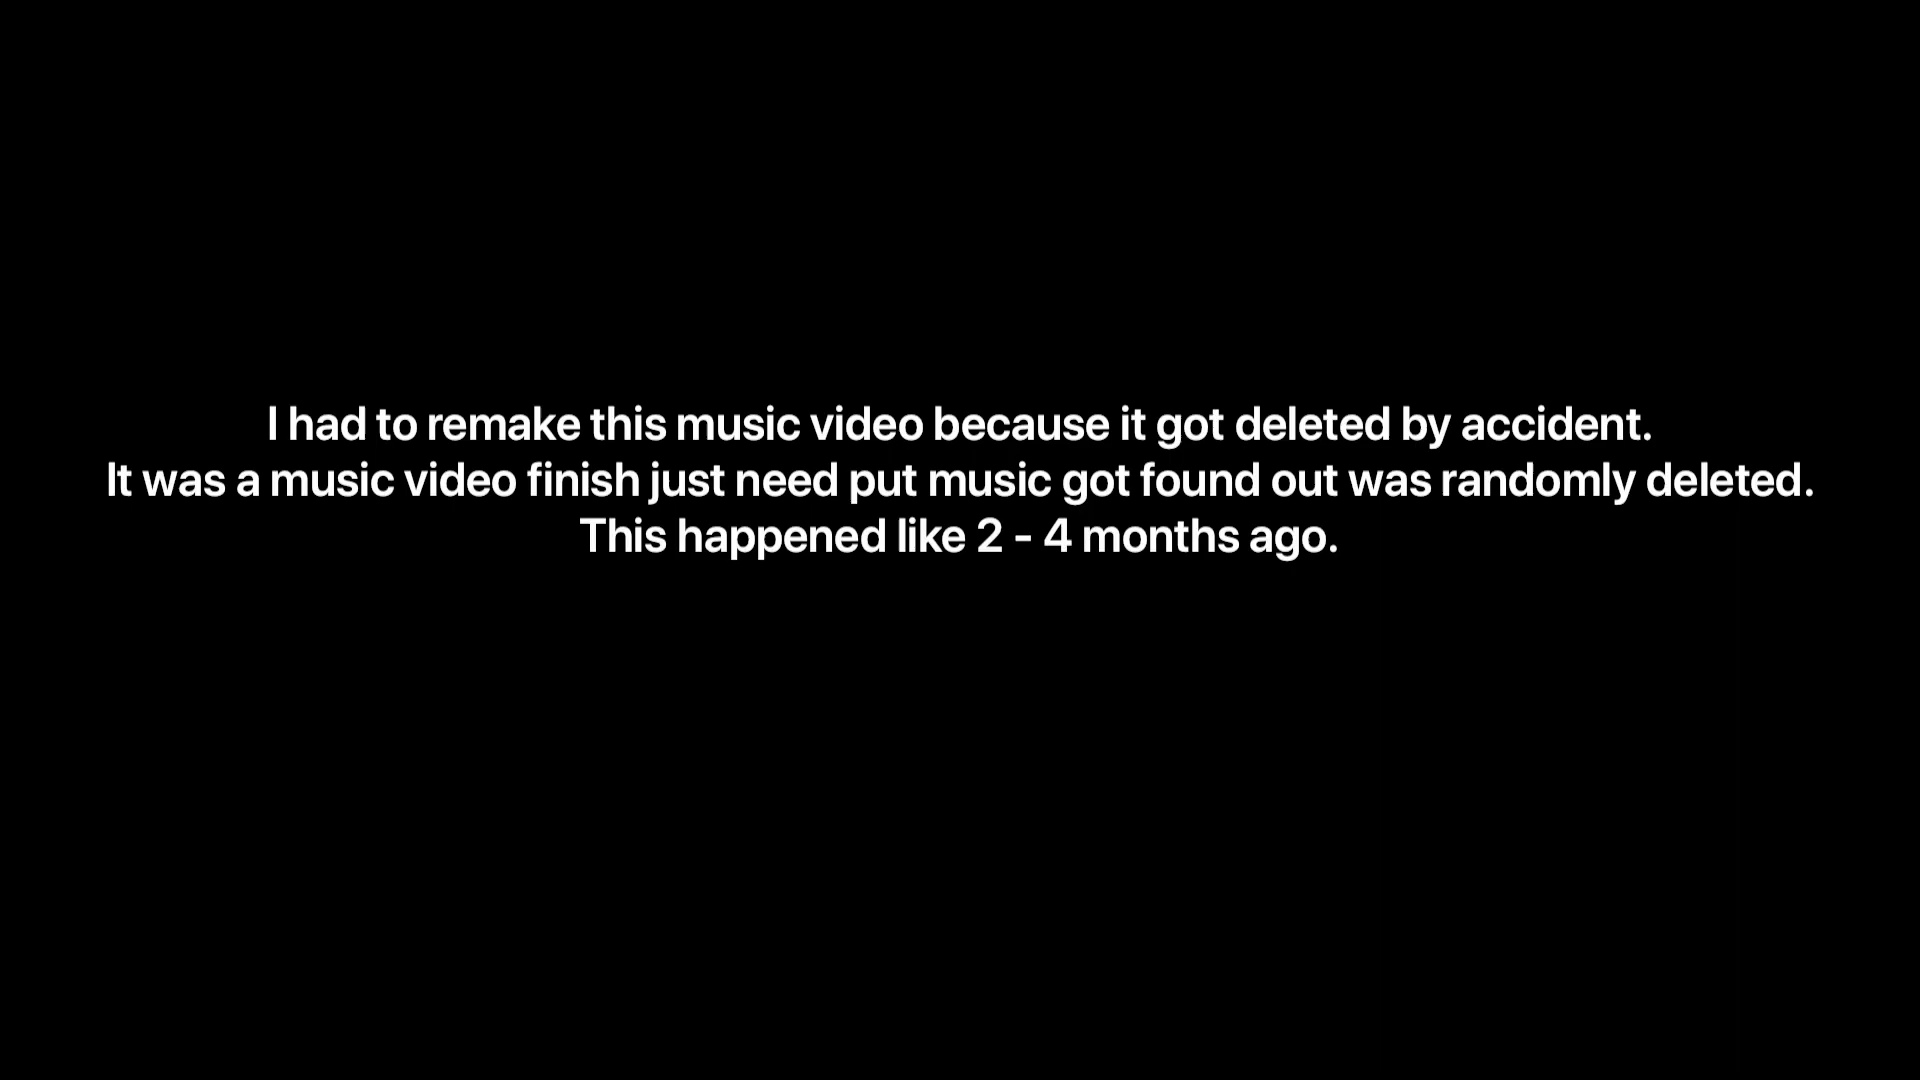 I had to remake this music video because it got deleted by accident.
It was a music video finish just need put music got found out was randomly deleted.
This happened like 2 - 4 months ago.